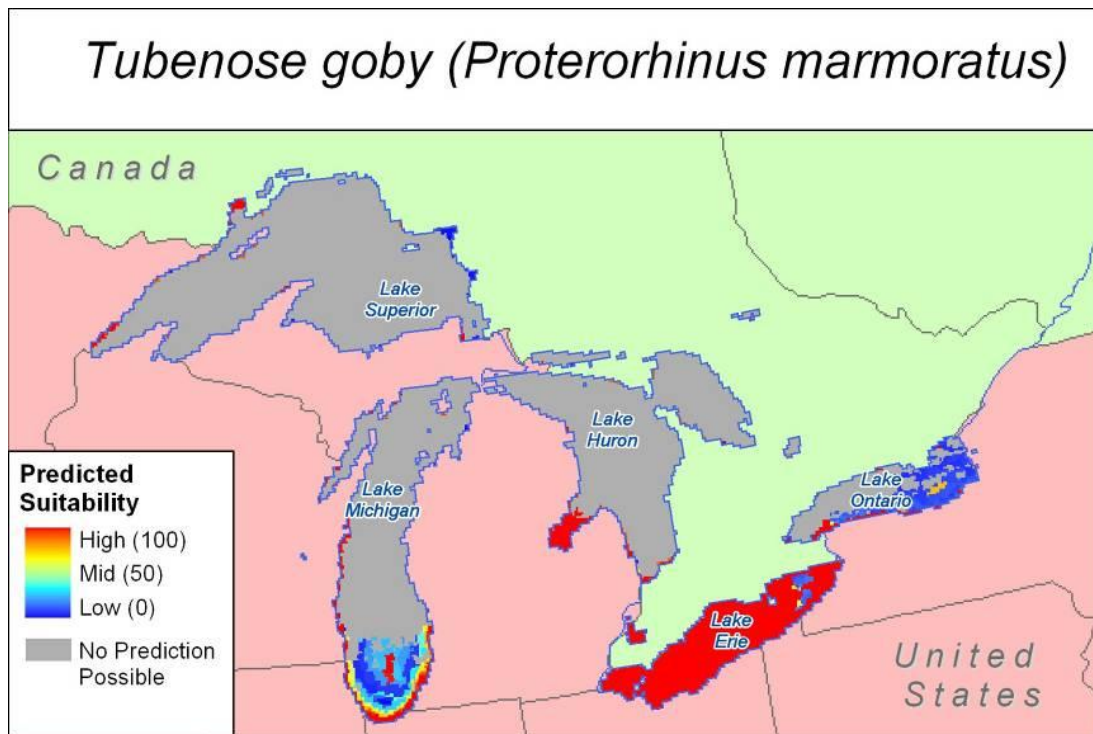 Tubenose goby (Proterorhinus marmoratus)
Canada
Lake
Superior
Lake
Huron
Lake
Michigan
Lake
Ontario
Lake
Erie
United
States
Predicted
Suitability
High (100)
Mid (50)
Low (0)
No Prediction
Possible